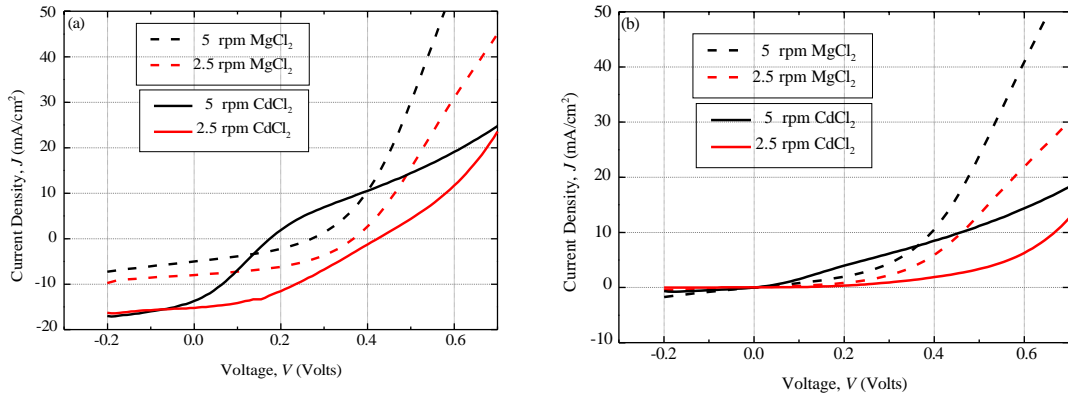 (a)
5 rpm MgCl₂
2.5 rpm MgCl₂
5 rpm CdCl₂
2.5 rpm CdCl₂
50
40
30
20
10
0
-10
-20
-0.2
0.0
0.2
0.4
0.6
Current Density, J (mA/cm²)
Voltage, V (Volts)
(b)
5 rpm MgCl₂
2.5 rpm MgCl₂
5 rpm CdCl₂
2.5 rpm CdCl₂
50
40
30
20
10
0
-10
-0.2
0.0
0.2
0.4
0.6
Current Density, J (mA/cm²)
Voltage, V (Volts)